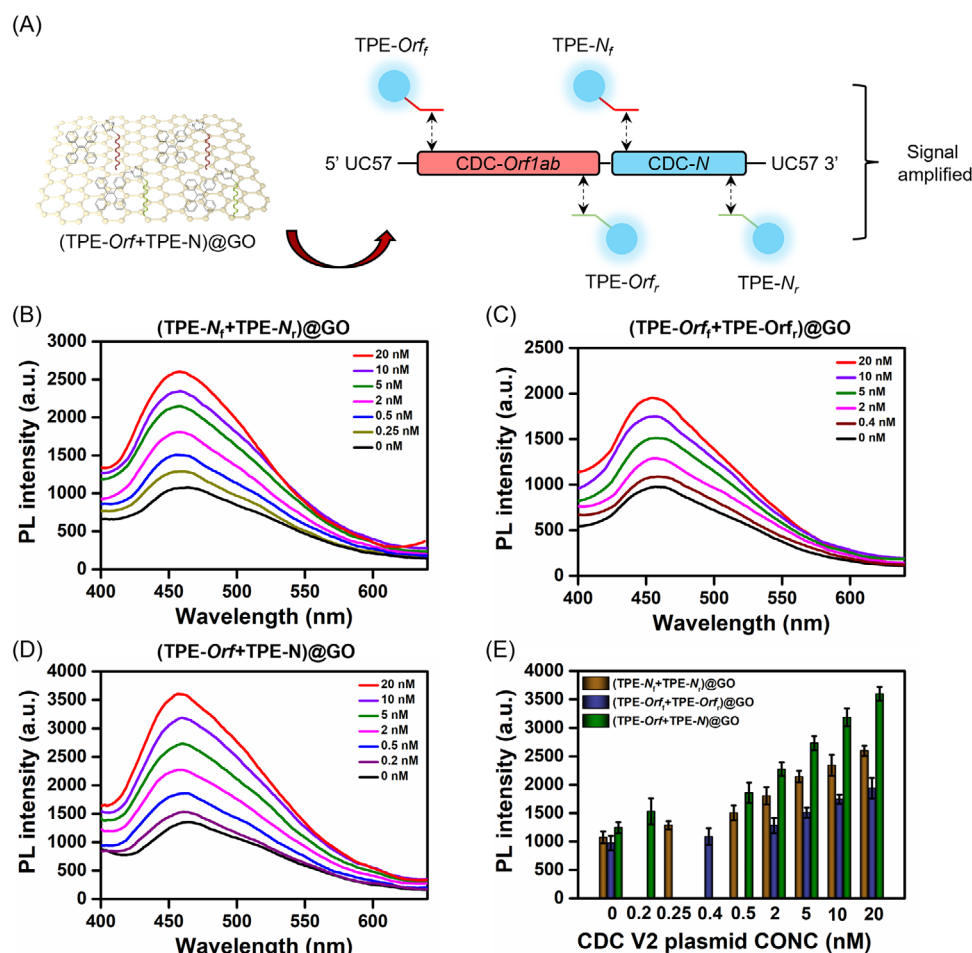 (A)
TPE-Orff
TPE-Nf
5' UC57
CDC-Orf1ab
CDC-N
UC57 3'
Signal
amplified
(TPE-Orf+TPE-N)@GO
TPE-Orfr
TPE-Nr
(B)
(TPE-Nf+TPE-Nr)@GO
3000
2500
2000
1500
1000
500
0
PL intensity (a.u.)
20 nM
10 nM
5 nM
2 nM
0.5 nM
0.25 nM
0 nM
400 450 500 550 600
Wavelength (nm)
(C)
(TPE-Orff+TPE-Orfr)@GO
2500
2000
1500
1000
500
0
PL intensity (a.u.)
20 nM
10 nM
5 nM
2 nM
0.4 nM
0 nM
400 450 500 550 600
Wavelength (nm)
(D)
(TPE-Orf+TPE-N)@GO
4000
3500
3000
2500
2000
1500
1000
500
0
PL intensity (a.u.)
20 nM
10 nM
5 nM
2 nM
0.5 nM
0.2 nM
0 nM
400 450 500 550 600
Wavelength (nm)
(E)
4000
3500
3000
2500
2000
1500
1000
500
0
PL intensity (a.u.)
(TPE-Nf+TPE-Nr)@GO
(TPE-Orff+TPE-Orfr)@GO
(TPE-Orf+TPE-N)@GO
0 0.2 0.25 0.4 0.5 2 5 10 20
CDC V2 plasmid CONC (nM)